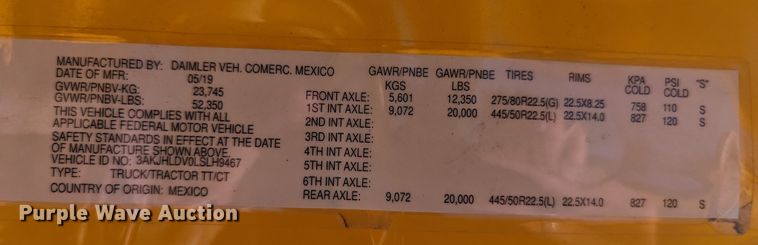 MANUFACTURED BY: DAIMLER VEH. COMERC. MEXICO
DATE OF MFR: 05/19
GVWR/PNBV-KG: 23,745
GVWR/PNBV-LBS: 52,350
THIS VEHICLE COMPLIES WITH ALL
APPLICABLE FEDERAL MOTOR VEHICLE
SAFETY STANDARDS IN EFFECT AT THE DATE
OF MANUFACTURE SHOWN ABOVE.
VEHICLE ID NO: 3AKJHLDV0LSLH9467
TYPE: TRUCK/TRACTOR TT/CT
COUNTRY OF ORIGIN: MEXICO
GAWR/PNBE GAWR/PNBE TIRES RIMS KPA PSI "S"
KGS LBS COLD COLD
FRONT AXLE: 5,601 12,350 275/80R22.5(G) 22.5X8.25 758 110 S
1ST INT AXLE: 9,072 20,000 445/50R22.5(L) 22.5X14.0 827 120 S
2ND INT AXLE:
3RD INT AXLE:
4TH INT AXLE:
5TH INT AXLE:
6TH INT AXLE:
REAR AXLE: 9,072 20,000 445/50R22.5(L) 22.5X14.0 827 120 S
Purple Wave Auction